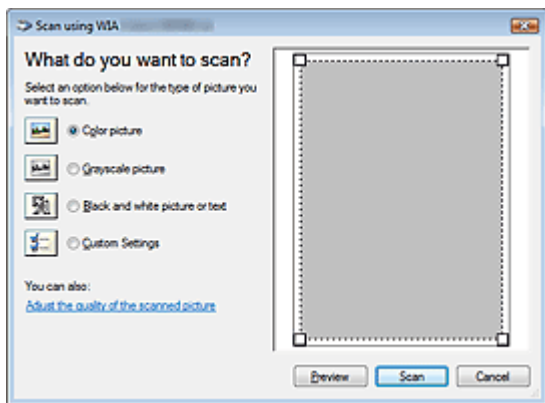 Scan using WIA
What do you want to scan?
Select an option below for the type of picture you
want to scan.
Color picture
Grayscale picture
Black and white picture or text
Custom Settings
You can also:
Adjust the quality of the scanned picture
Preview
Scan
Cancel